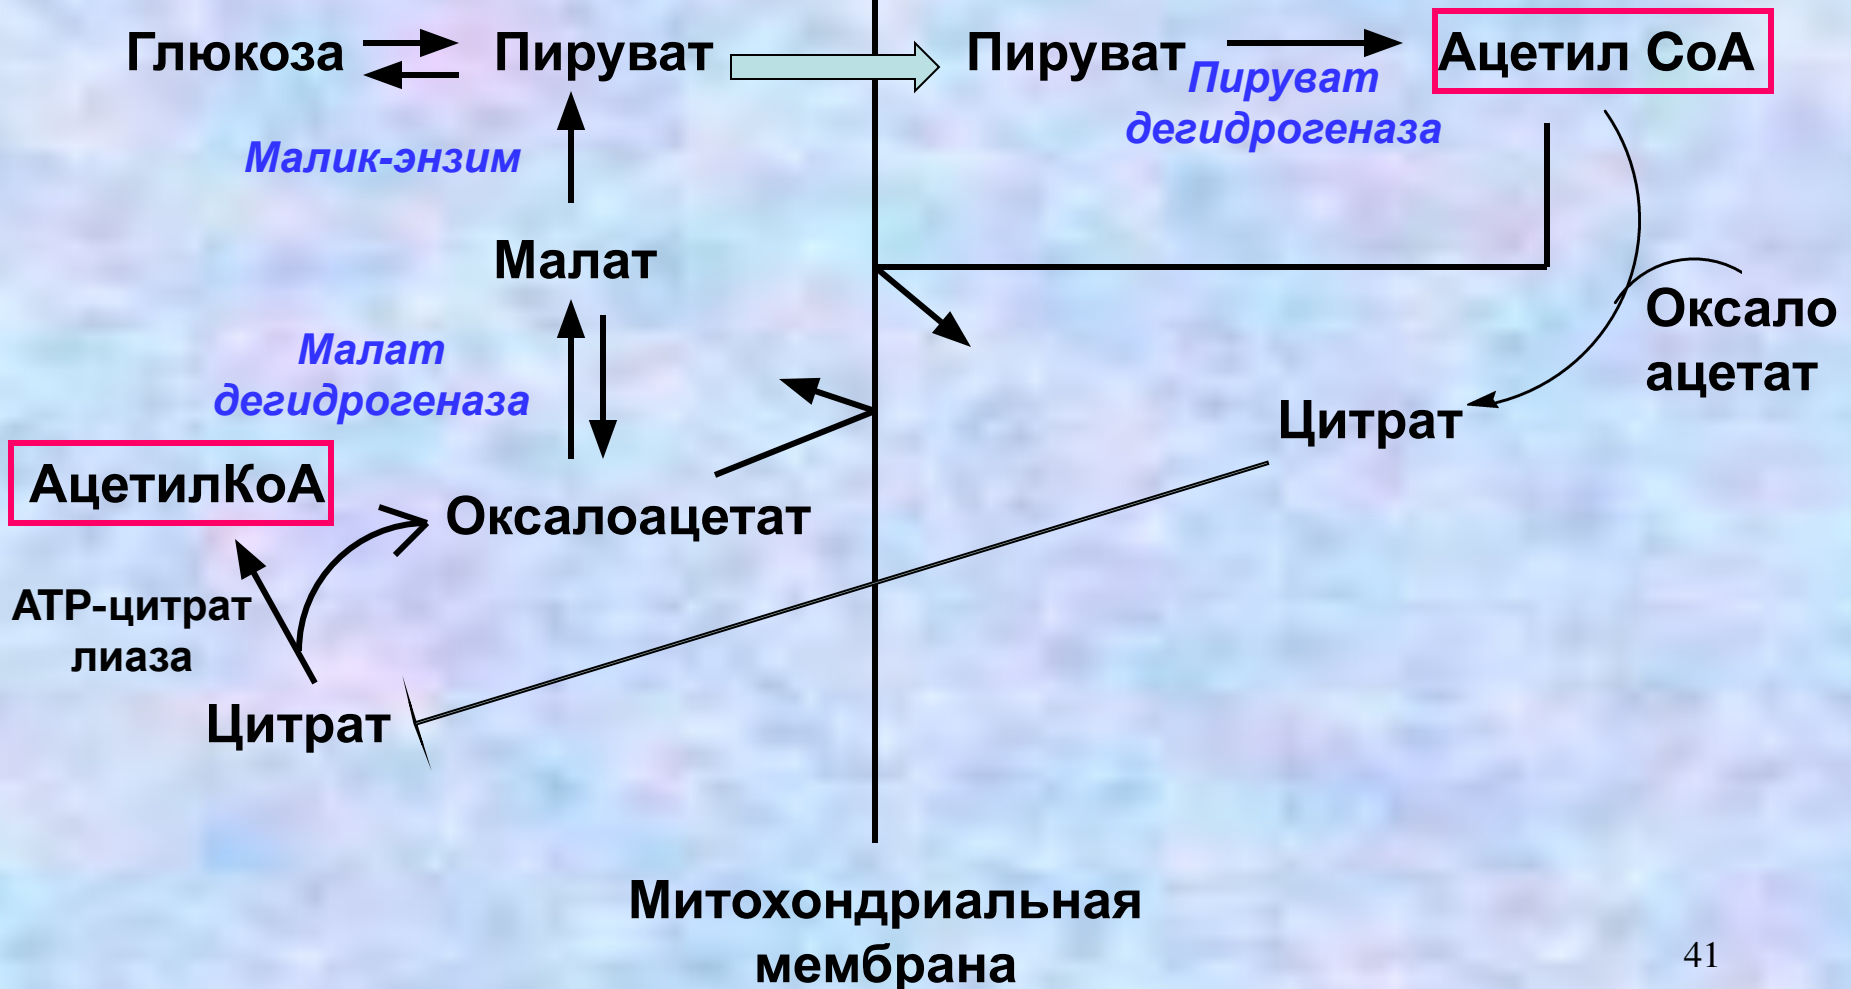 Глюкоза
Пируват
Пируват
Ацетил СоА
Пируват
дегидрогеназа
Малик-энзим
Малат
Оксало
ацетат
Малат
дегидрогеназа
Цитрат
АцетилКоА
Оксалоацетат
АТР-цитрат
лиаза
Цитрат
Митохондриальная
мембрана
41